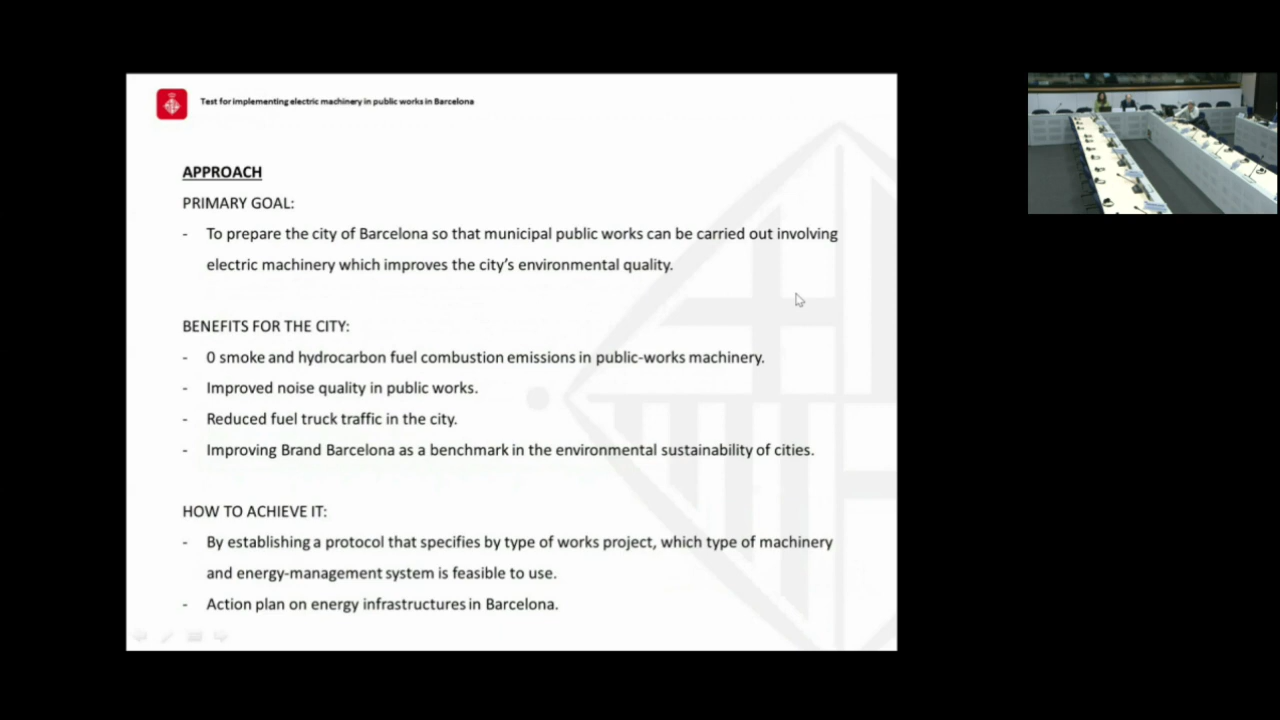 Test for implementing electric machinery in public works in Barcelona
APPROACH
PRIMARY GOAL:
- To prepare the city of Barcelona so that municipal public works can be carried out involving
electric machinery which improves the city's environmental quality.
BENEFITS FOR THE CITY:
- 0 smoke and hydrocarbon fuel combustion emissions in public-works machinery.
- Improved noise quality in public works.
- Reduced fuel truck traffic in the city.
- Improving Brand Barcelona as a benchmark in the environmental sustainability of cities.
HOW TO ACHIEVE IT:
- By establishing a protocol that specifies by type of works project, which type of machinery
and energy-management system is feasible to use.
- Action plan on energy infrastructures in Barcelona.